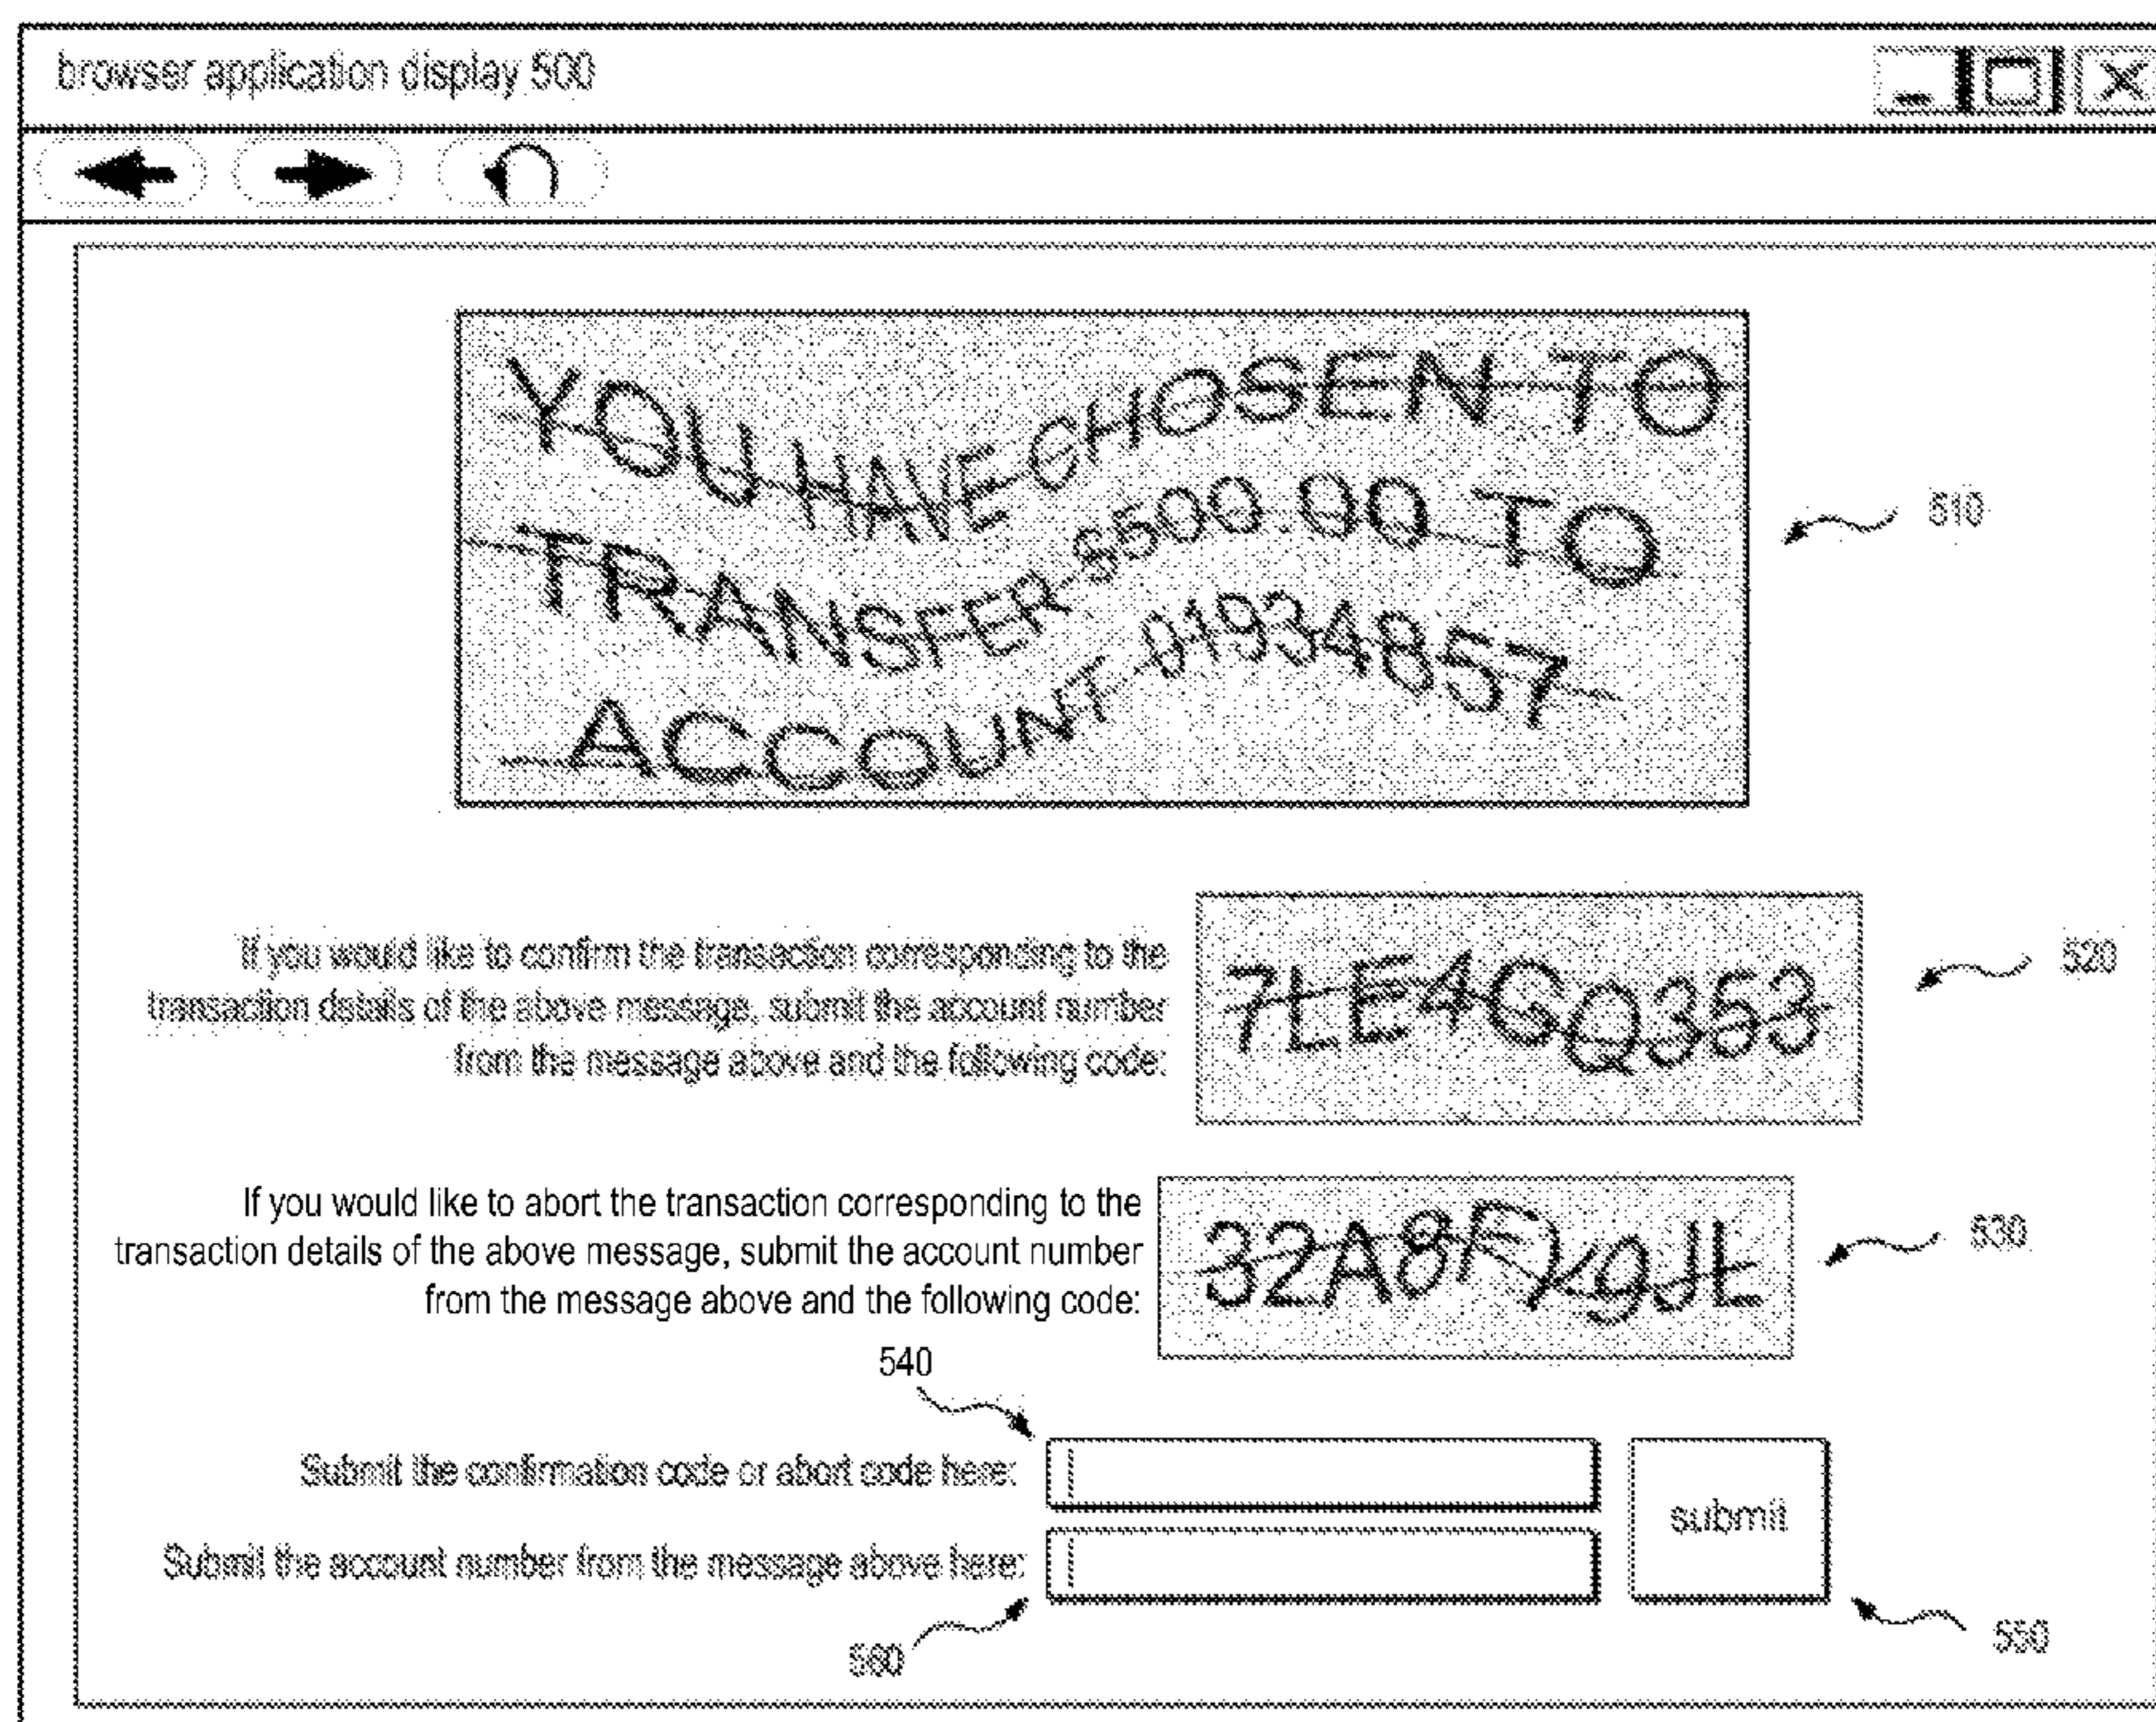 browser application display 500
YOU HAVE CHOSEN TO
TRANSFER $500.00 TO
ACCOUNT 01934857
510
If you would like to confirm the transaction corresponding to the
transaction details of the above message, submit the account number
from the message above and the following code:
7LE4GQ353
520
If you would like to abort the transaction corresponding to the
transaction details of the above message, submit the account number
from the message above and the following code:
32A8FX9JL
530
540
Submit the confirmation code or abort code here:
submit
Submit the account number from the message above here:
560
550